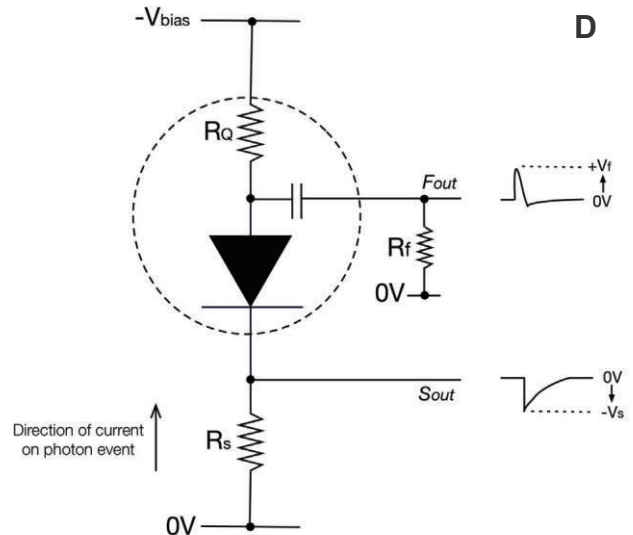 -Vbias
D
RQ
Fout
+Vf
0V
Rf
0V
0V
Sout
-Vs
Direction of current
on photon event
Rs
0V